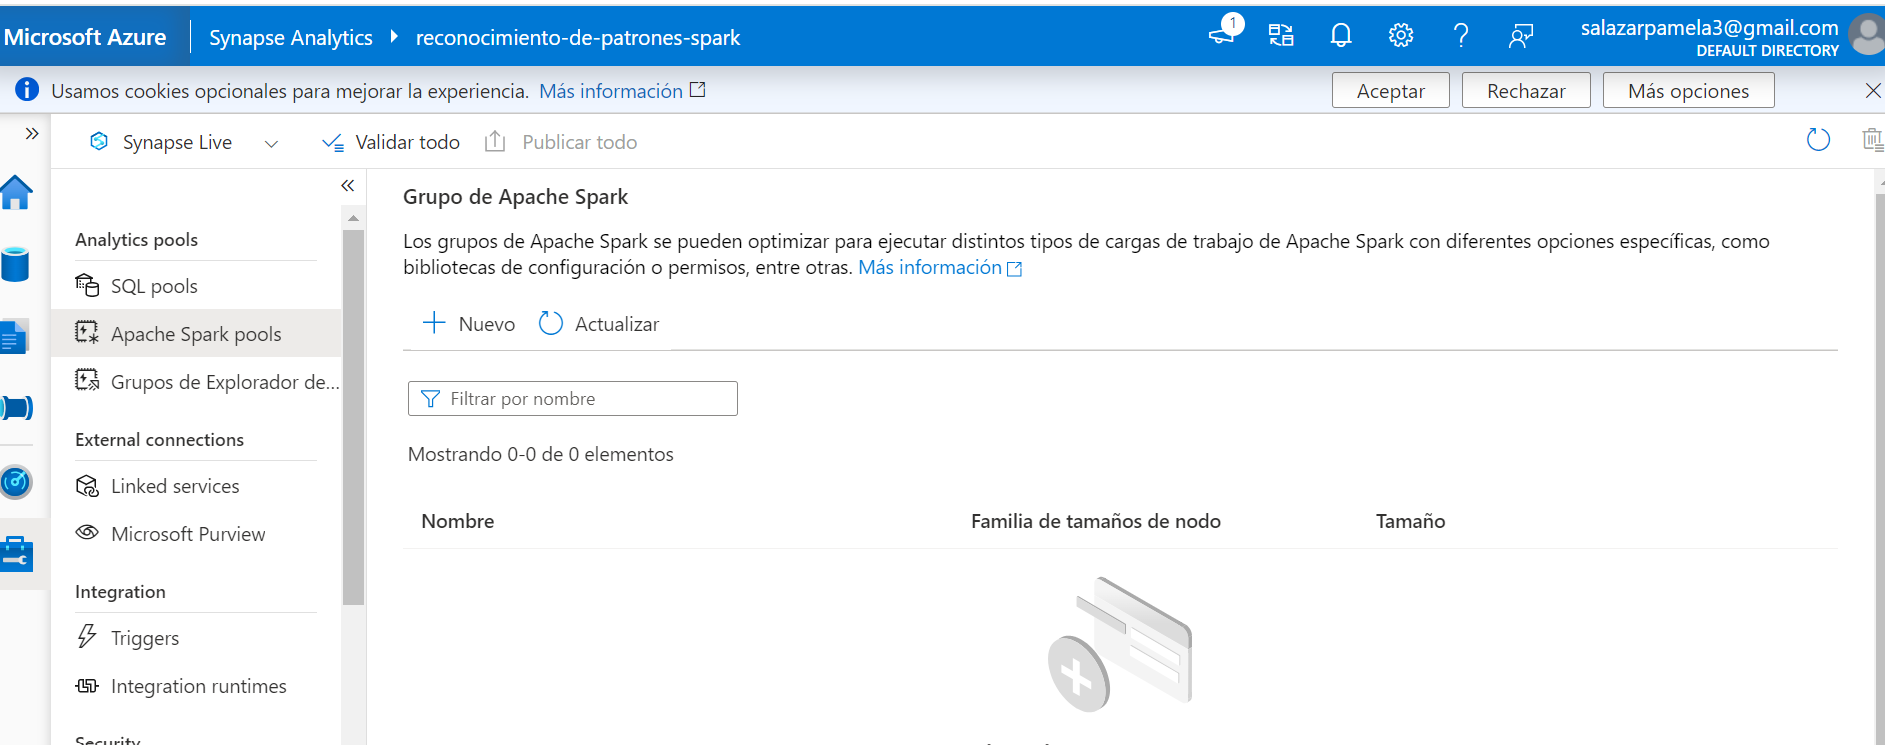 Microsoft Azure
Synapse Analytics
reconocimiento-de-patrones-spark
1
salazarpamela3@gmail.com
DEFAULT DIRECTORY
Usamos cookies opcionales para mejorar la experiencia. Más información
Aceptar
Rechazar
Más opciones
Synapse Live
Validar todo
Publicar todo
Analytics pools
SQL pools
Apache Spark pools
Grupos de Explorador de...
External connections
Linked services
Microsoft Purview
Integration
Triggers
Integration runtimes
Security
Grupo de Apache Spark
Los grupos de Apache Spark se pueden optimizar para ejecutar distintos tipos de cargas de trabajo de Apache Spark con diferentes opciones específicas, como
bibliotecas de configuración o permisos, entre otras. Más información
Nuevo
Actualizar
Filtrar por nombre
Mostrando 0-0 de 0 elementos
Nombre
Familia de tamaños de nodo
Tamaño